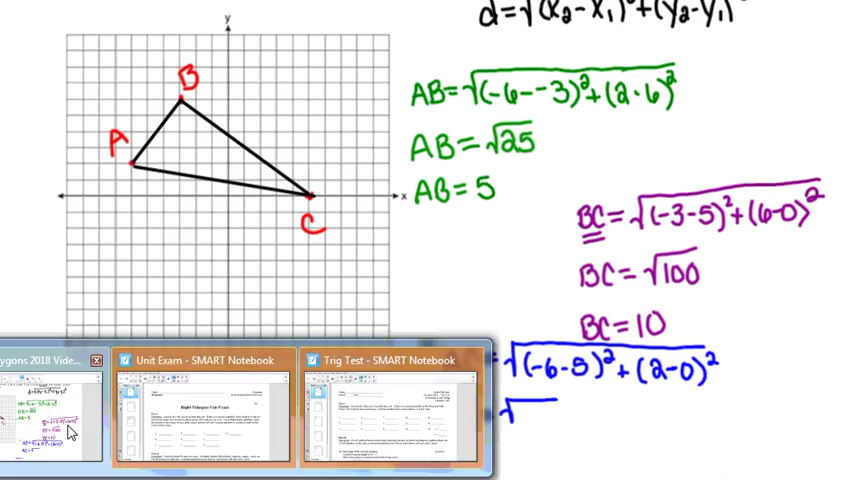 y
d=√(x₂-x₁)²+(y₂-y₁)²
B
A
x
C
AB=√(-6--3)²+(2-6)²
AB=√25
AB=5
BC=√(-3-5)²+(6-0)²
BC=√100
BC=10
=√(-6-5)²+(2-0)²
√
ygons 2018 Vide...
Unit Exam - SMART Notebook
Trig Test - SMART Notebook
Right Triangles Unit Exam